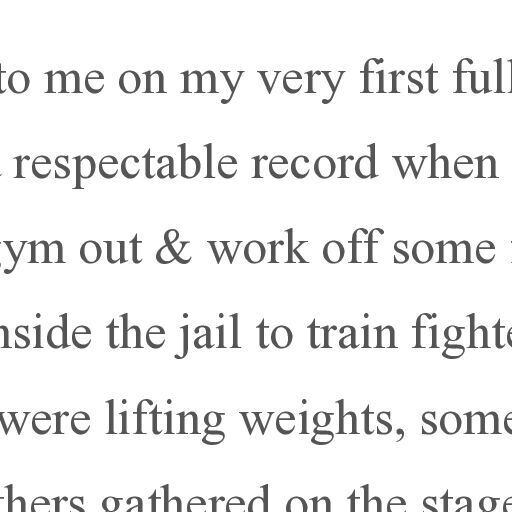 to me on my very first full
respectable record when
gym out & work off some
nside the jail to train fighte
were lifting weights, some
thers gathered on the stage